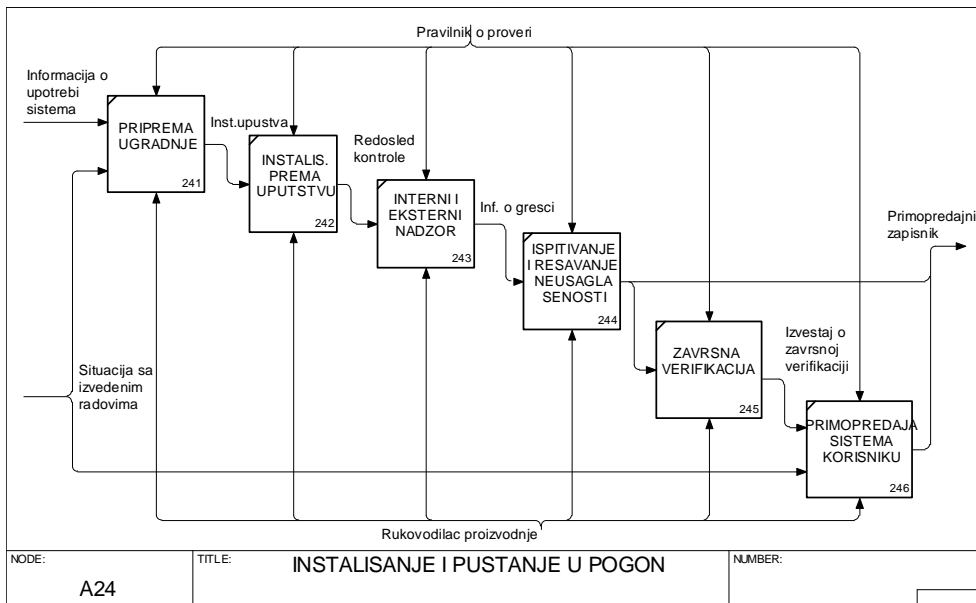 Pravilnik o proveri
Informacija o
upotrebi
sistema
PRIPREMA
UGRADNJE
241
Inst.upustva
INSTALIS.
PREMA
UPUTSTVU
242
Redosled
kontrole
INTERNI I
EKSTERNI
NADZOR
243
Inf. o gresci
ISPITIVANJE
I RESAVANJE
NEUSAGLA
SENOSTI
244
Primopredajni
zapisnik
Situacija sa
izvedenim
radovima
ZAVRSNA
VERIFIKACIJA
245
Izvestaj o
zavrsnoj
verifikaciji
PRIMOPREDAJA
SISTEMA
KORISNIKU
246
Rukovodilac proizvodnje
NODE:
A24
TITLE:
INSTALISANJE I PUSTANJE U POGON
NUMBER: